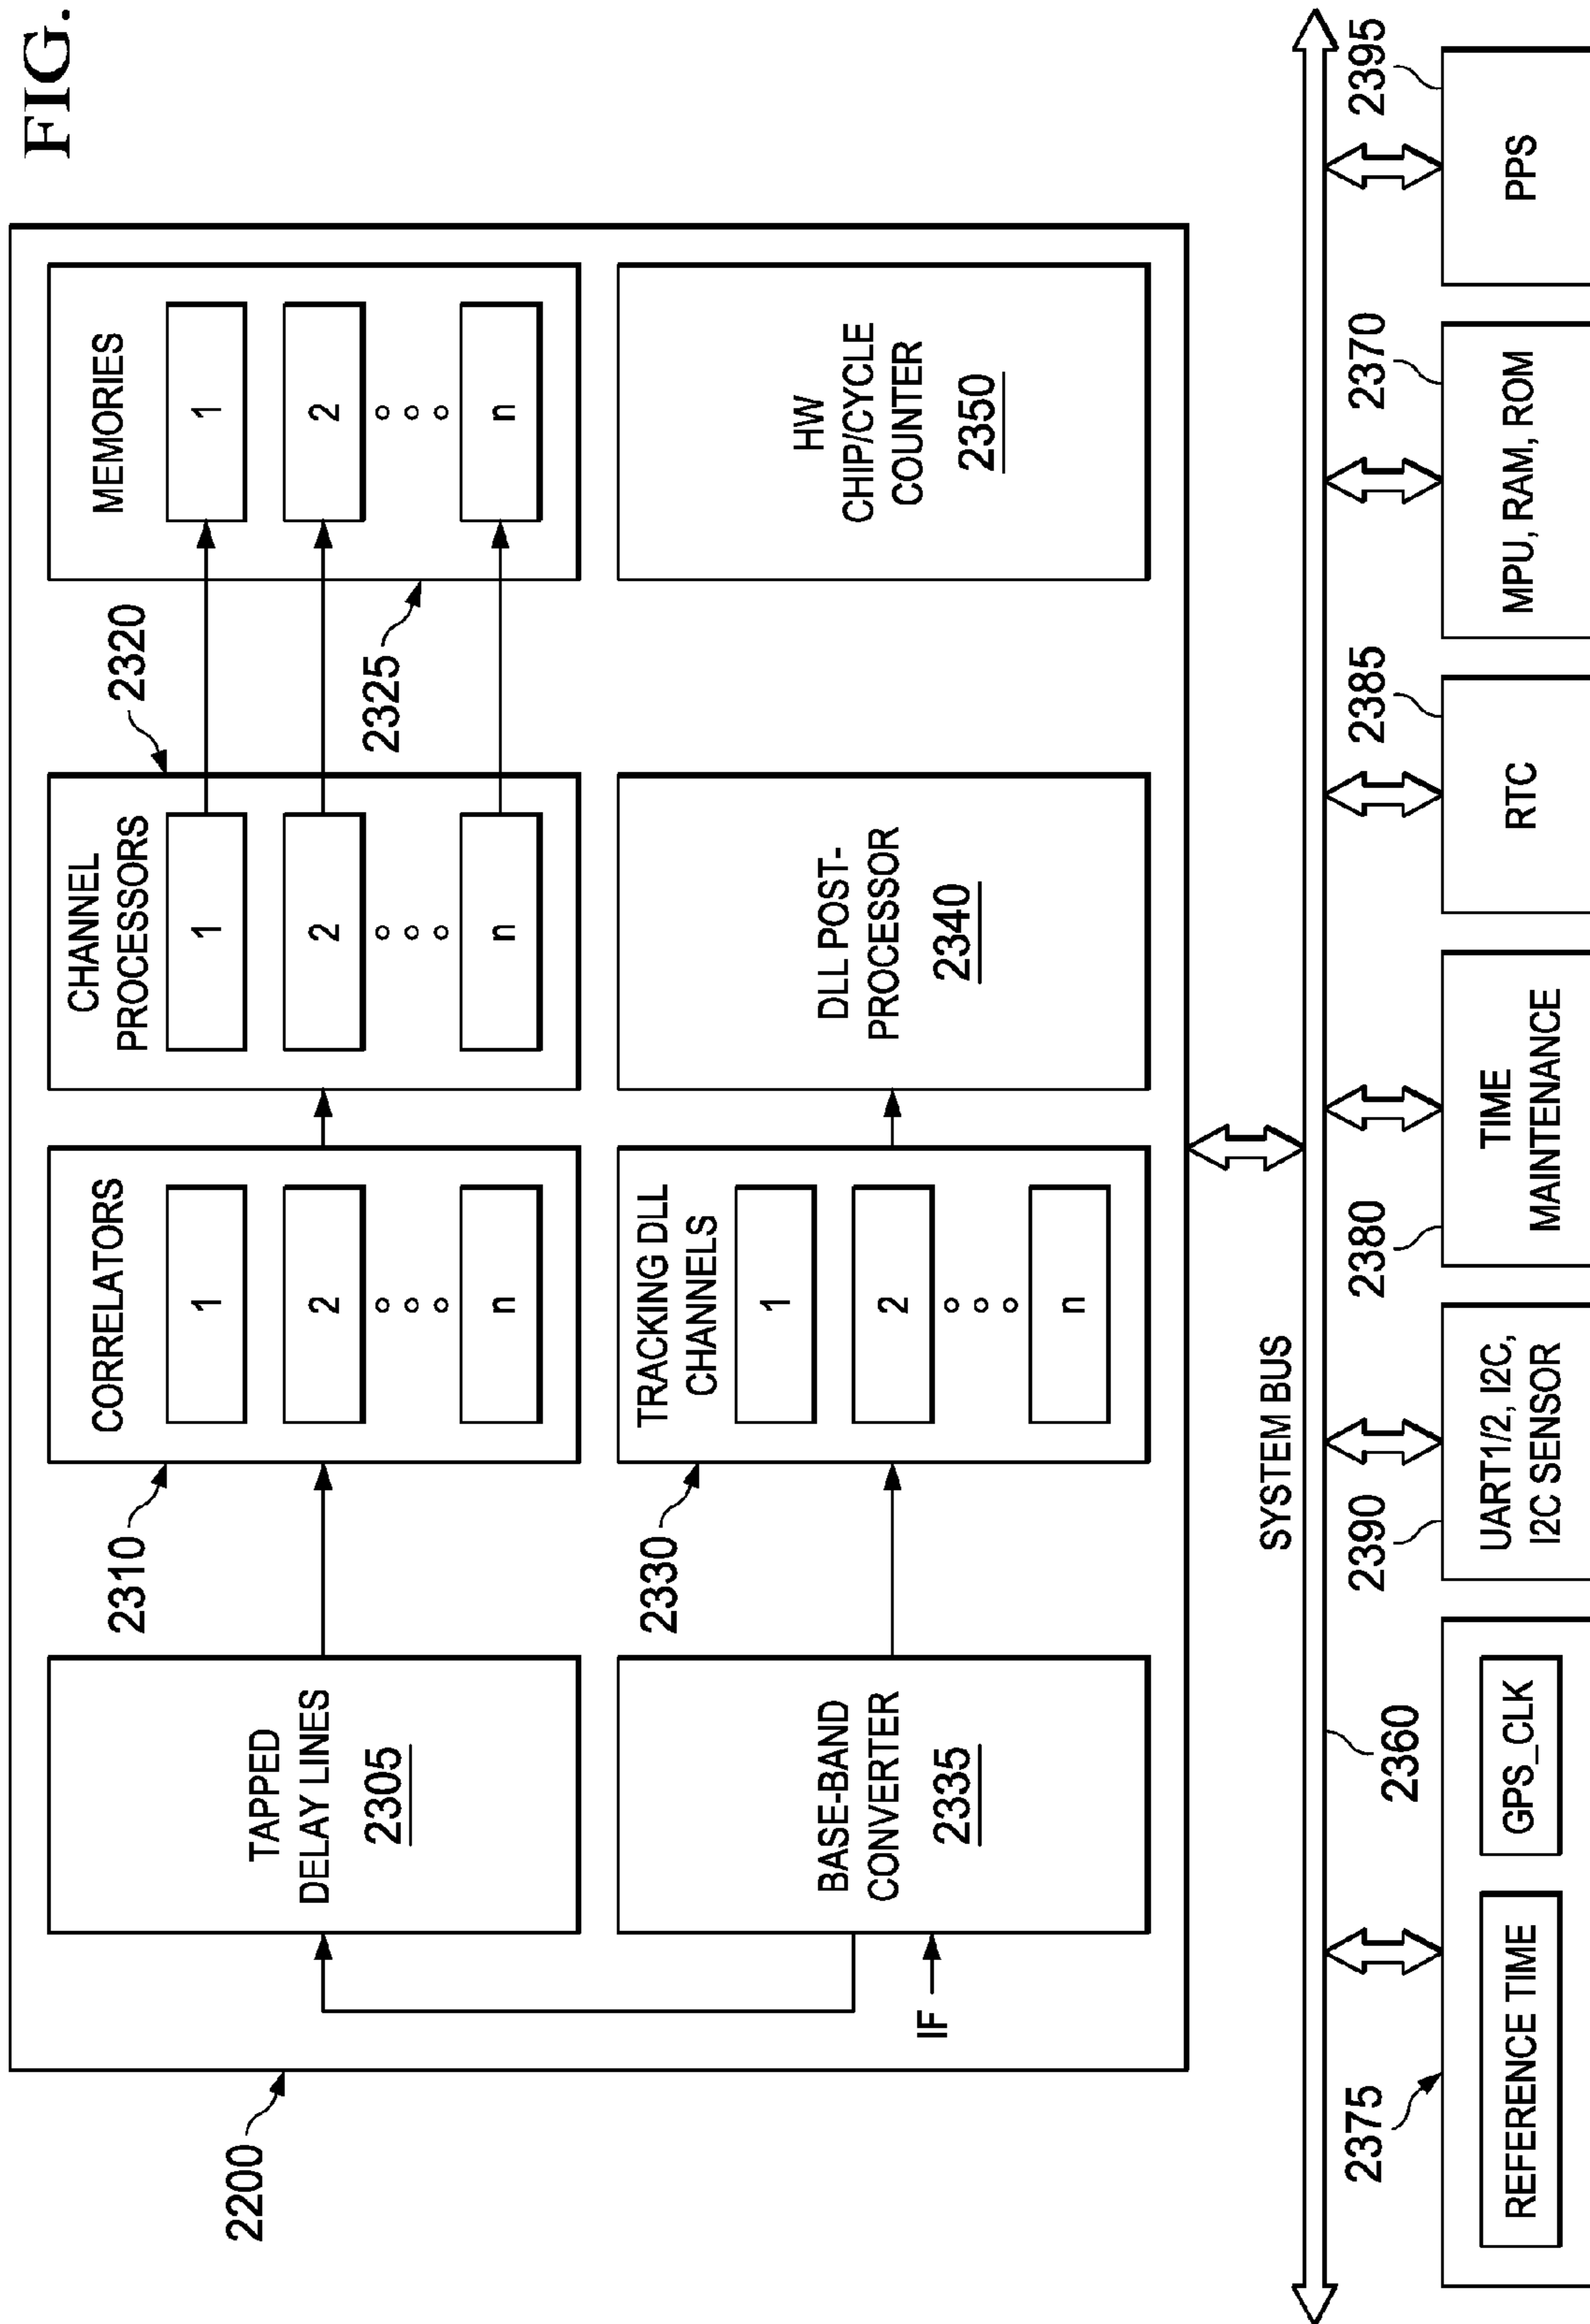 FIG.
2200
TAPPED
DELAY LINES
2305
2310
CORRELATORS
1
2
n
CHANNEL
PROCESSORS
1
2
n
2320
MEMORIES
1
2
n
2325
IF
BASE-BAND
CONVERTER
2335
2330
TRACKING DLL
CHANNELS
1
2
n
DLL POST-
PROCESSOR
2340
HW
CHIP/CYCLE
COUNTER
2350
SYSTEM BUS
2360
2375
REFERENCE TIME
GPS_CLK
2390
UART1/2, I2C,
I2C SENSOR
2380
TIME
MAINTENANCE
2385
RTC
2370
MPU, RAM, ROM
2395
PPS